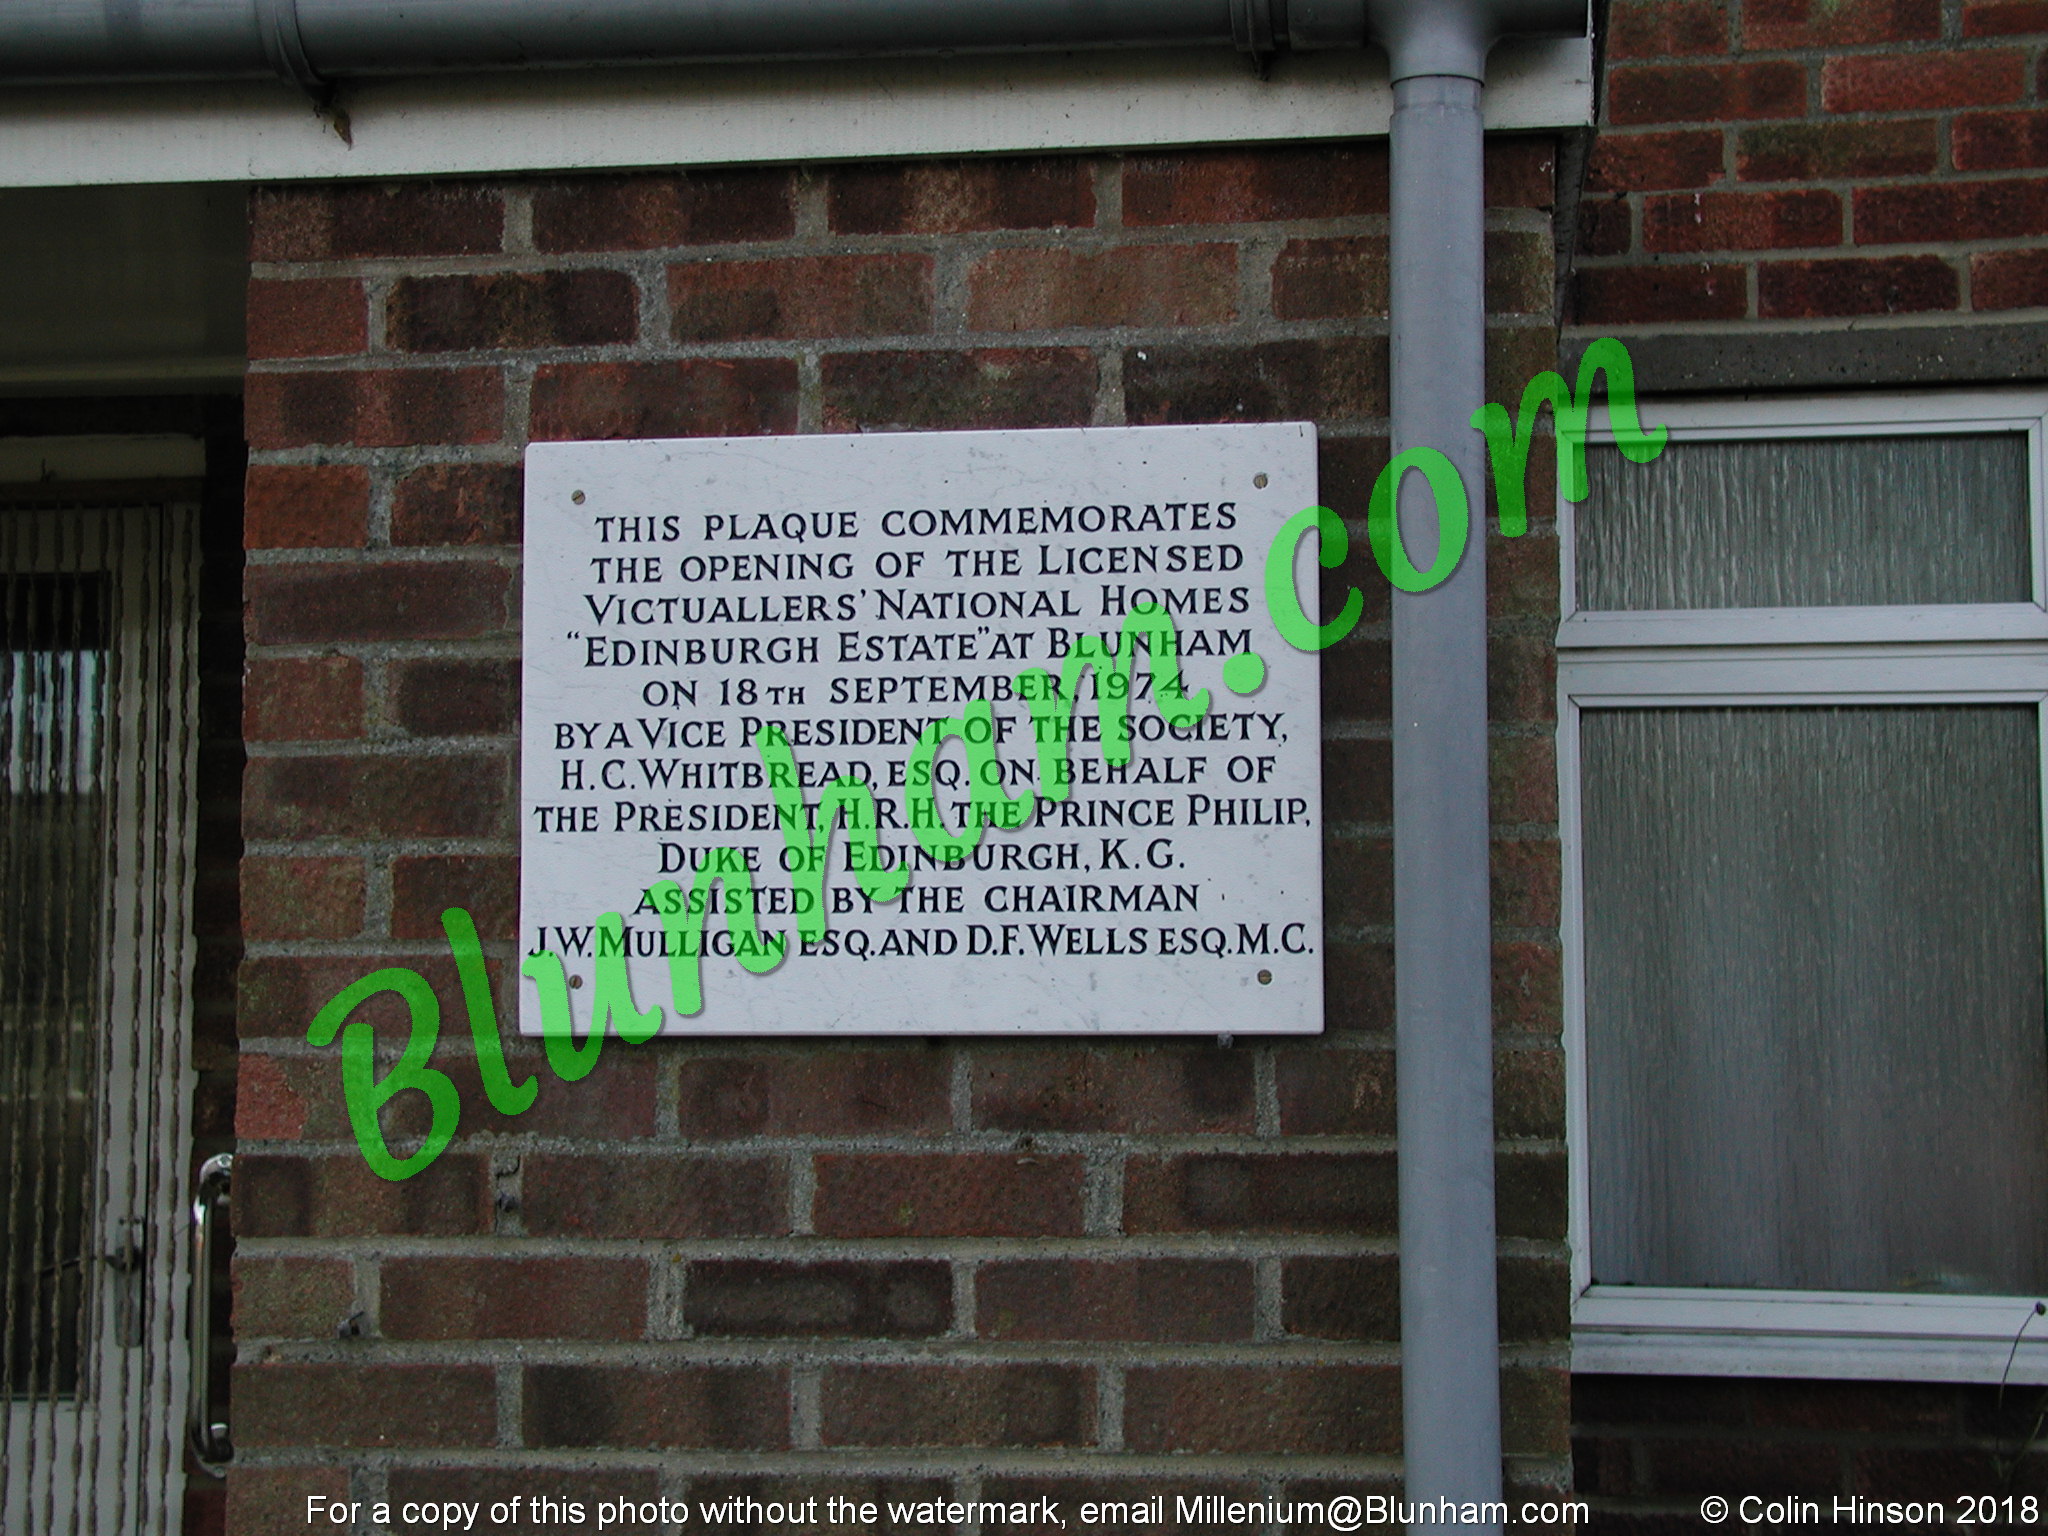 THIS PLAQUE COMMEMORATES
THE OPENING OF THE LICENSED
VICTUALLERS' NATIONAL HOMES
"EDINBURGH ESTATE" AT BLUNHAM
ON 18TH SEPTEMBER, 1974
BY A VICE PRESIDENT OF THE SOCIETY,
H.C. WHITBREAD, ESQ. ON BEHALF OF
THE PRESIDENT, H.R.H. THE PRINCE PHILIP,
DUKE OF EDINBURGH, K.G.
ASSISTED BY THE CHAIRMAN
J.W. MULLIGAN ESQ. AND D.F. WELLS ESQ. M.C.
Blunham.com
For a copy of this photo without the watermark, email Millenium@Blunham.com
© Colin Hinson 2018